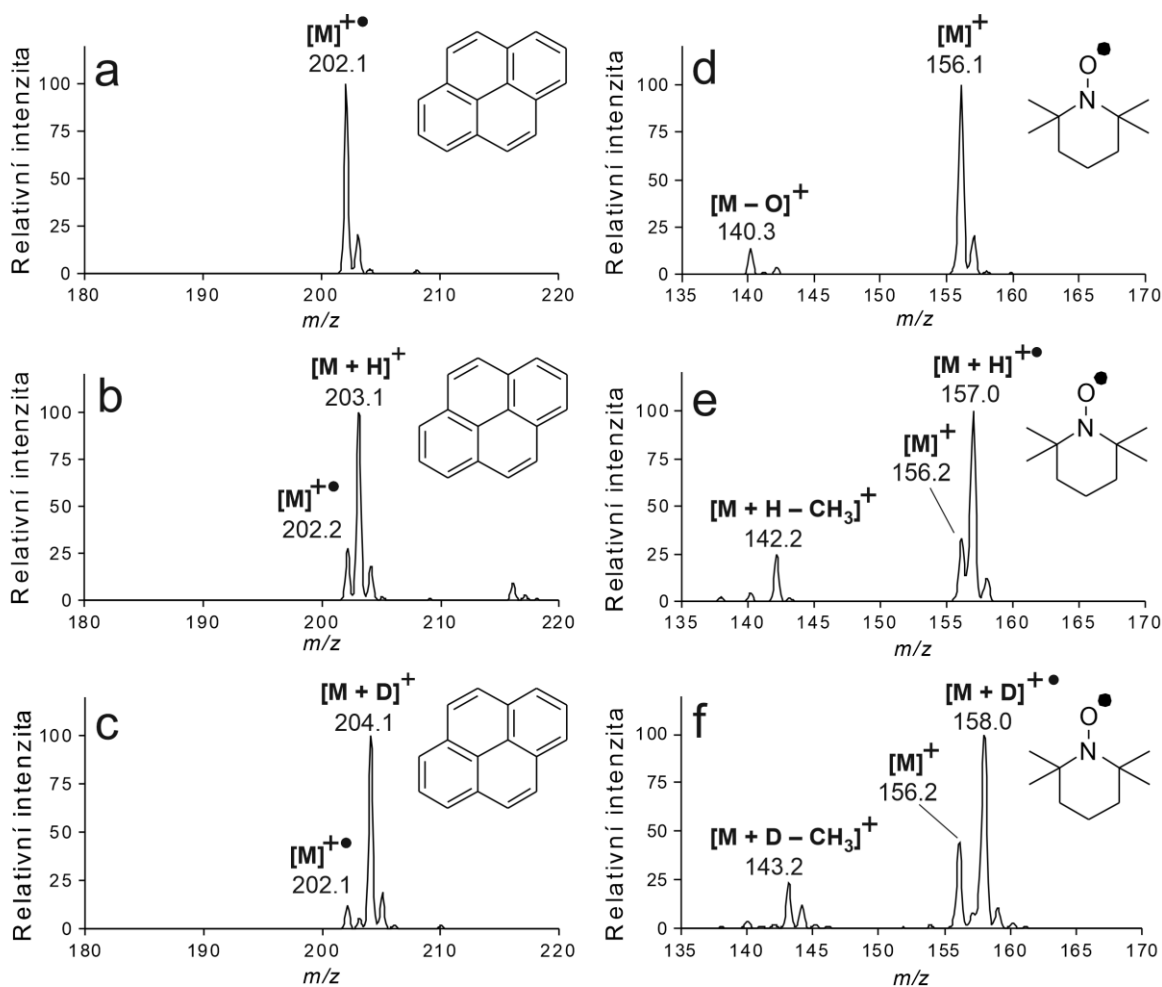 a
[M]+•
202.1
Relativní intenzita
100
75
50
25
0
180 190 200 210 220
m/z
d
[M]+
156.1
O•
N
[M – O]+
140.3
Relativní intenzita
100
75
50
25
0
135 140 145 150 155 160 165 170
m/z
b
[M + H]+
203.1
[M]+•
202.2
Relativní intenzita
100
75
50
25
0
180 190 200 210 220
m/z
e
[M + H]+•
157.0
O•
N
[M]+
156.2
[M + H – CH3]+
142.2
Relativní intenzita
100
75
50
25
0
135 140 145 150 155 160 165 170
m/z
c
[M + D]+
204.1
[M]+•
202.1
Relativní intenzita
100
75
50
25
0
180 190 200 210 220
m/z
f
[M + D]+•
158.0
O•
N
[M]+
156.2
[M + D – CH3]+
143.2
Relativní intenzita
100
75
50
25
0
135 140 145 150 155 160 165 170
m/z